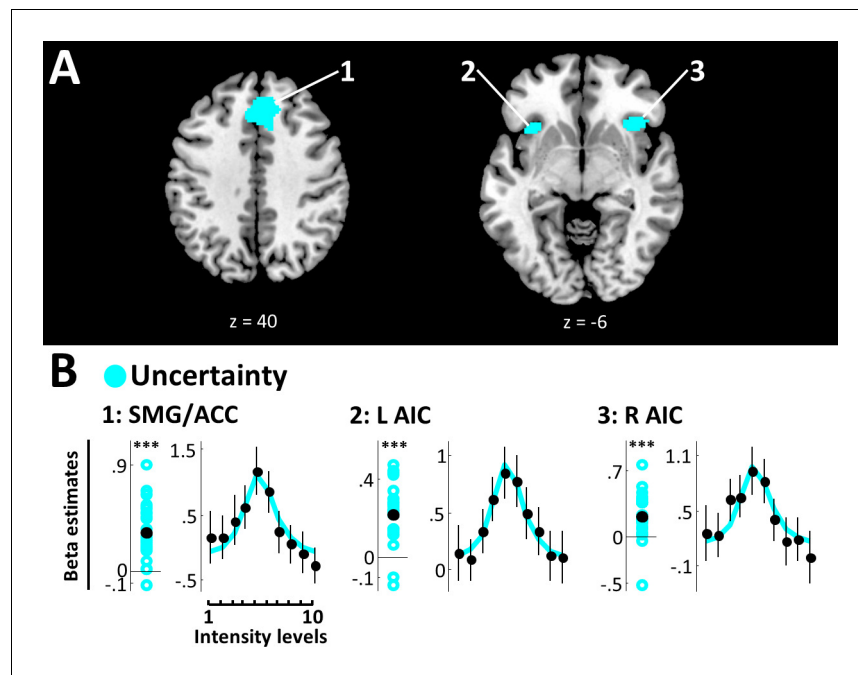 A
1
2
3
z = 40
z = -6
B
Uncertainty
1: SMG/ACC
2: L AIC
3: R AIC
Beta estimates
***
.9
0
-.1
1.5
.5
-.5
1
10
Intensity levels
***
.4
0
-.1
1
.5
0
***
0.7
0
-.5
1.1
0.5
-.1